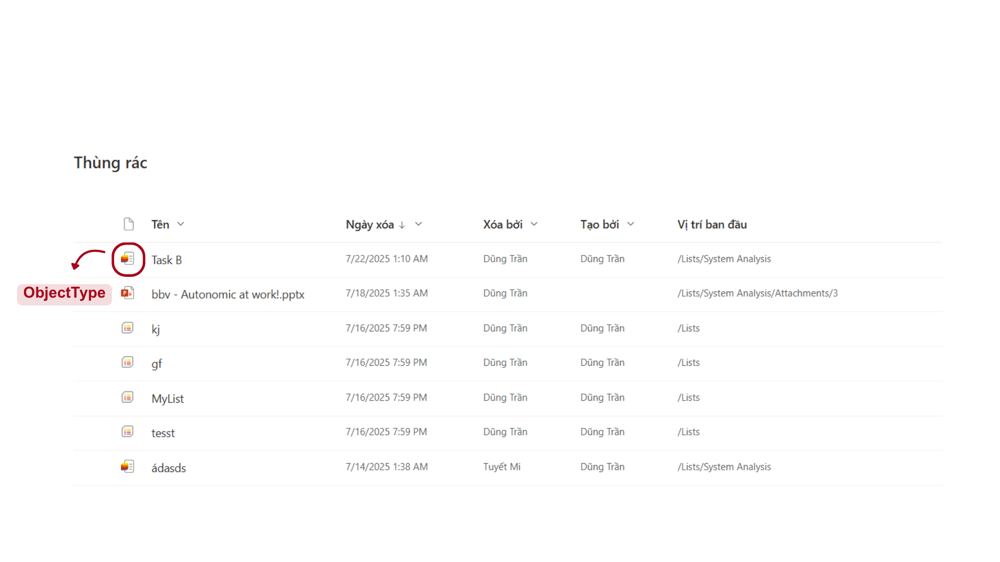 Thùng rác
Tên Ngày xóa Xóa bởi Tạo bởi Vị trí ban đầu
Task B 7/22/2025 1:10 AM Dũng Trần Dũng Trần /Lists/System Analysis
ObjectType
bbv - Autonomic at work!.pptx 7/18/2025 1:35 AM Dũng Trần /Lists/System Analysis/Attachments/3
kj 7/16/2025 7:59 PM Dũng Trần Dũng Trần /Lists
gf 7/16/2025 7:59 PM Dũng Trần Dũng Trần /Lists
MyList 7/16/2025 7:59 PM Dũng Trần Dũng Trần /Lists
tesst 7/16/2025 7:59 PM Dũng Trần Dũng Trần /Lists
ádasds 7/14/2025 1:38 AM Tuyết Mi Dũng Trần /Lists/System Analysis